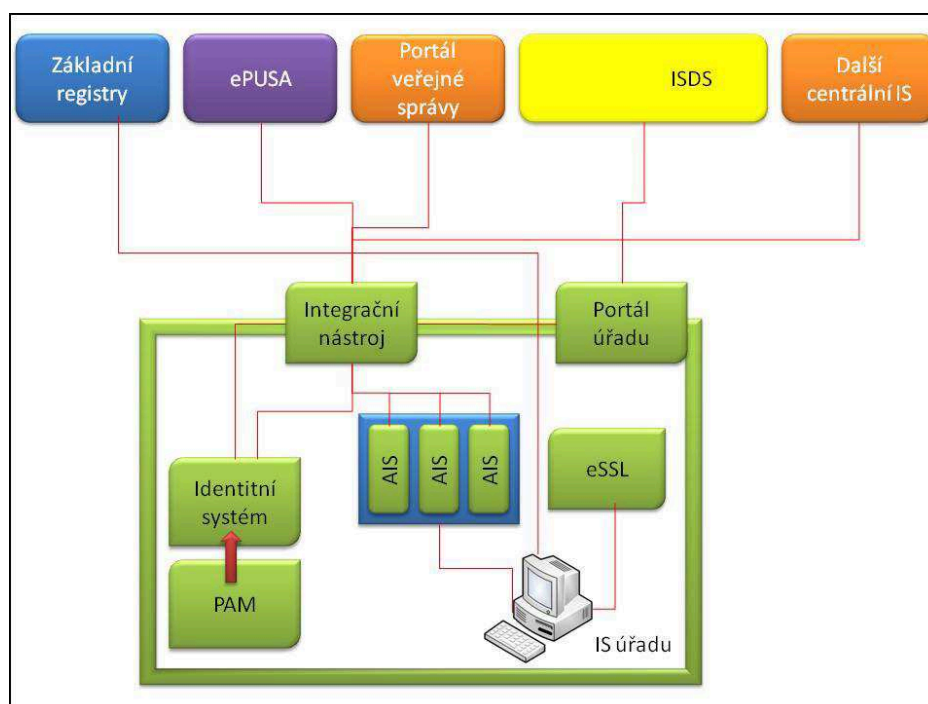 Základní
registry
ePUSA
Portál
veřejné
správy
ISDS
Další
centrální IS
Integrační
nástroj
Portál
úřadu
AIS
AIS
AIS
eSSL
Identitní
systém
PAM
IS úřadu